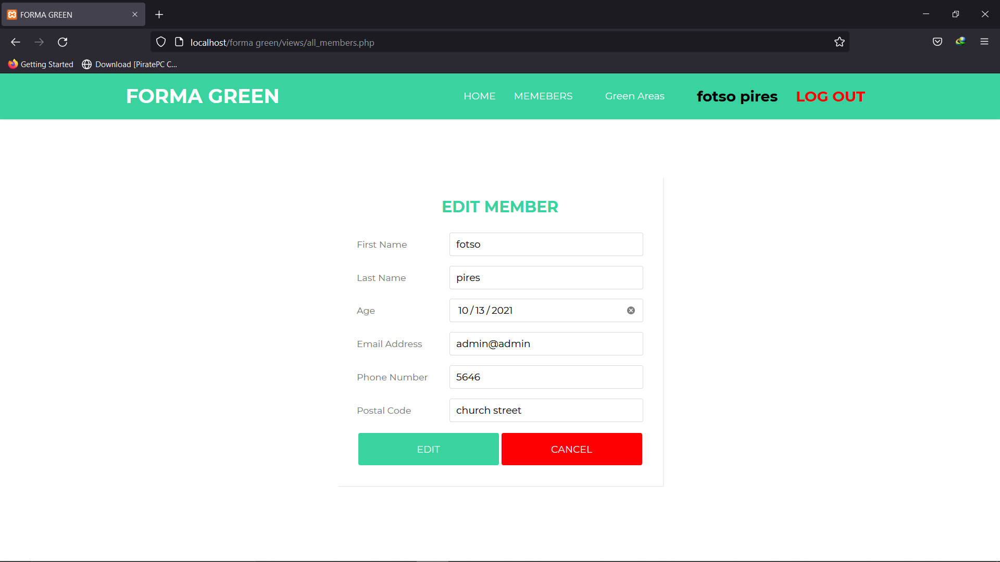 FORMA GREEN
localhost/forma green/views/all_members.php
Getting Started Download [PiratePC C...
FORMA GREEN HOME MEMEBERS Green Areas fotso pires LOG OUT
EDIT MEMBER
First Name fotso
Last Name pires
Age 10/13/2021
Email Address admin@admin
Phone Number 5646
Postal Code church street
EDIT CANCEL